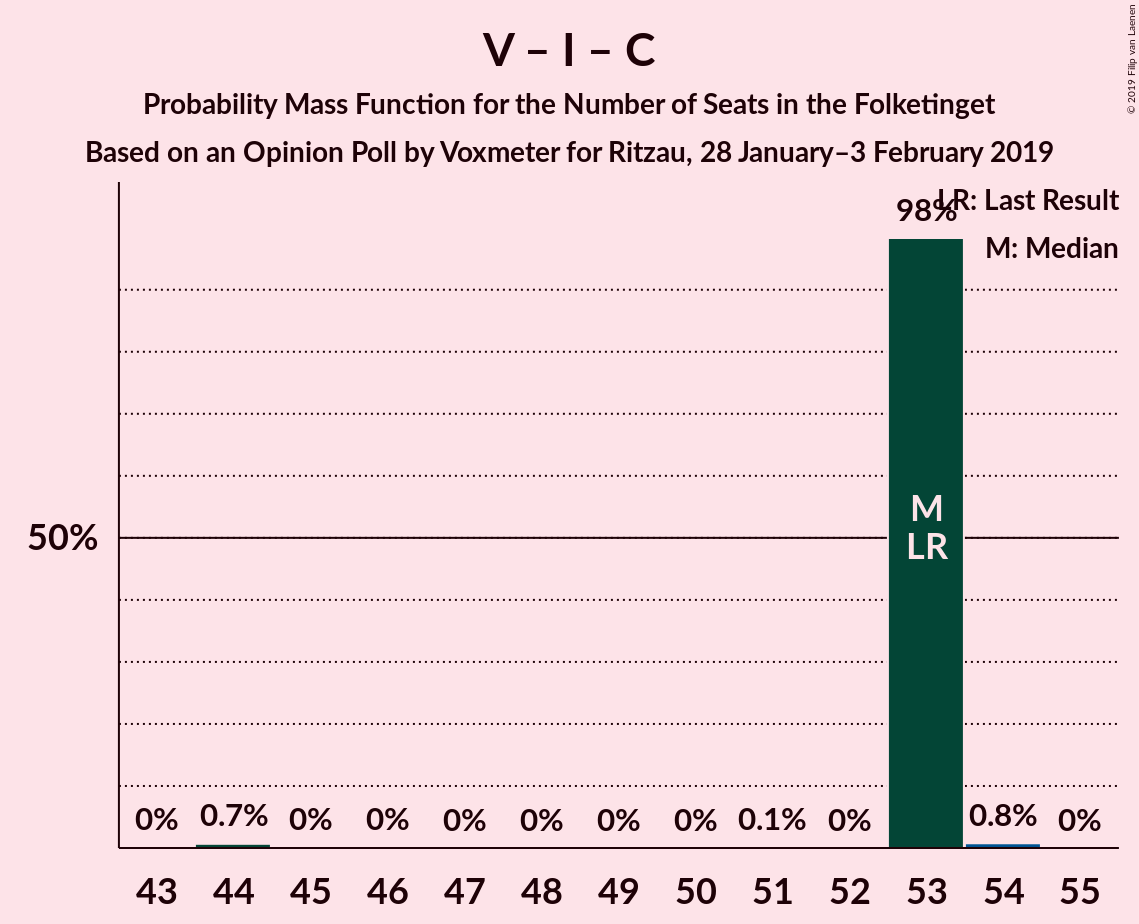 V – I – C
Probability Mass Function for the Number of Seats in the Folketinget
Based on an Opinion Poll by Voxmeter for Ritzau, 28 January–3 February 2019
© 2019 Filip van Laenen
LR: Last Result
M: Median
98%
50%
M
LR
0% 0.7% 0% 0% 0% 0% 0% 0% 0.1% 0% 0.8% 0%
43 44 45 46 47 48 49 50 51 52 53 54 55